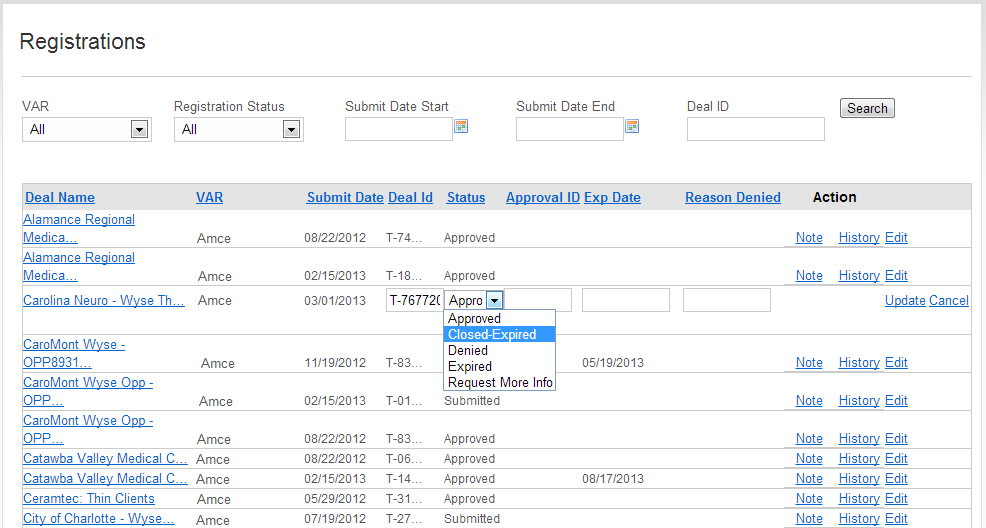 Registrations
VAR Registration Status Submit Date Start Submit Date End Deal ID
All All Search
Deal Name VAR Submit Date Deal Id Status Approval ID Exp Date Reason Denied Action
Alamance Regional
Medica… Amce 08/22/2012 T-74… Approved Note History Edit
Alamance Regional
Medica… Amce 02/15/2013 T-18… Approved Note History Edit
Carolina Neuro - Wyse Th… Amce 03/01/2013 T-767720 Appro Update Cancel
Approved
Closed-Expired
Denied
Expired
Request More Info
CaroMont Wyse -
OPP8931… Amce 11/19/2012 T-83… 05/19/2013 Note History Edit
CaroMont Wyse Opp -
OPP… Amce 02/15/2013 T-01… Submitted Note History Edit
CaroMont Wyse Opp -
OPP… Amce 08/22/2012 T-83… Approved Note History Edit
Catawba Valley Medical C… Amce 08/22/2012 T-06… Approved Note History Edit
Catawba Valley Medical C… Amce 02/15/2013 T-14… Approved 08/17/2013 Note History Edit
Ceramtec: Thin Clients Amce 05/29/2012 T-31… Approved Note History Edit
City of Charlotte - Wyse… Amce 07/19/2012 T-27… Submitted Note History Edit